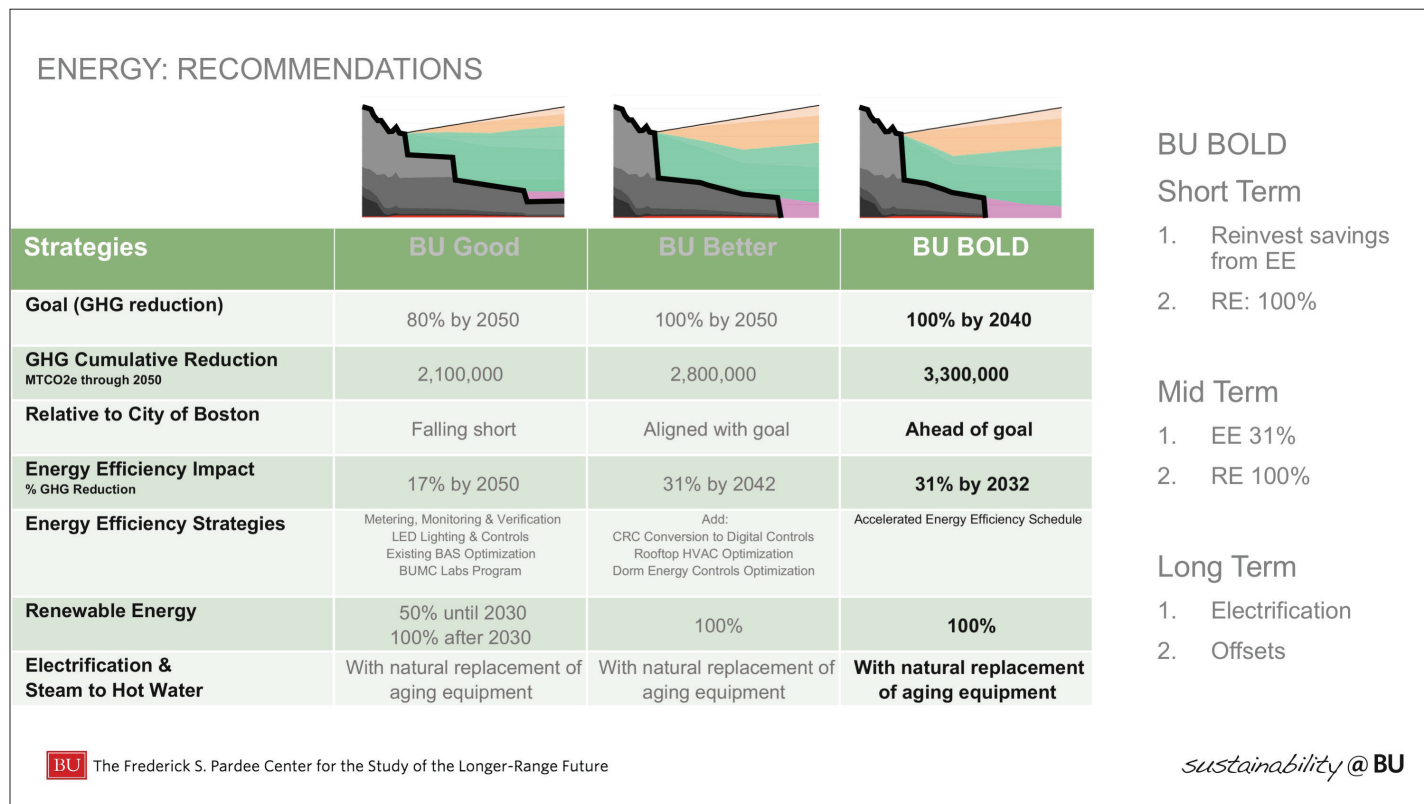 ENERGY: RECOMMENDATIONS
Strategies BU Good BU Better BU BOLD
Goal (GHG reduction) 80% by 2050 100% by 2050 100% by 2040
GHG Cumulative Reduction
MTCO2e through 2050
2,100,000 2,800,000 3,300,000
Relative to City of Boston Falling short Aligned with goal Ahead of goal
Energy Efficiency Impact
% GHG Reduction
17% by 2050 31% by 2042 31% by 2032
Energy Efficiency Strategies
Metering, Monitoring & Verification
LED Lighting & Controls
Existing BAS Optimization
BUMC Labs Program
Add:
CRC Conversion to Digital Controls
Rooftop HVAC Optimization
Dorm Energy Controls Optimization
Accelerated Energy Efficiency Schedule
Renewable Energy
50% until 2030
100% after 2030
100% 100%
Electrification &
Steam to Hot Water
With natural replacement of
aging equipment
With natural replacement of
aging equipment
With natural replacement
of aging equipment
BU BOLD
Short Term
1. Reinvest savings
from EE
2. RE: 100%
Mid Term
1. EE 31%
2. RE 100%
Long Term
1. Electrification
2. Offsets
BU The Frederick S. Pardee Center for the Study of the Longer-Range Future
sustainability @ BU